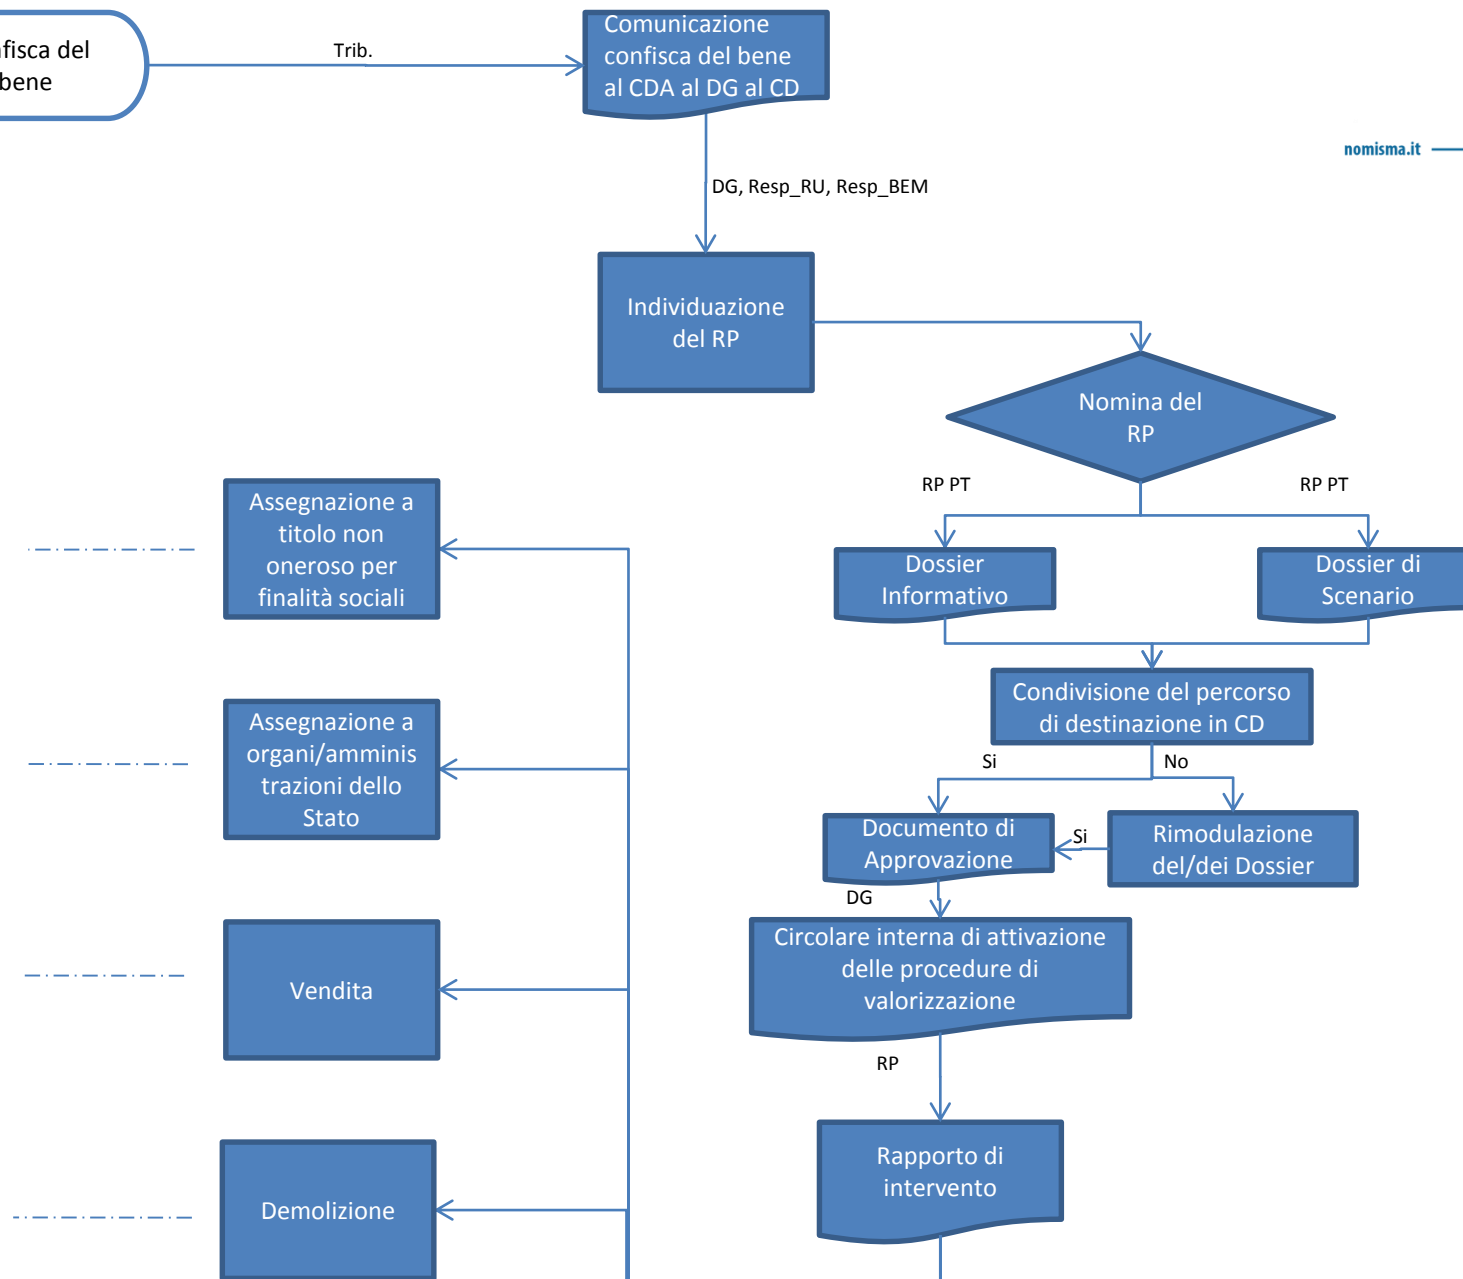 fisca del
bene
Trib.
Comunicazione
confisca del bene
al CDA al DG al CD
nomisma.it
DG, Resp_RU, Resp_BEM
Individuazione
del RP
Nomina del
RP
RP PT
RP PT
Assegnazione a
titolo non
oneroso per
finalità sociali
Dossier
Informativo
Dossier di
Scenario
Condivisione del percorso
di destinazione in CD
Assegnazione a
organi/amminis
trazioni dello
Stato
Si
No
Documento di
Approvazione
Si
Rimodulazione
del/dei Dossier
DG
Circolare interna di attivazione
delle procedure di
valorizzazione
Vendita
RP
Rapporto di
intervento
Demolizione